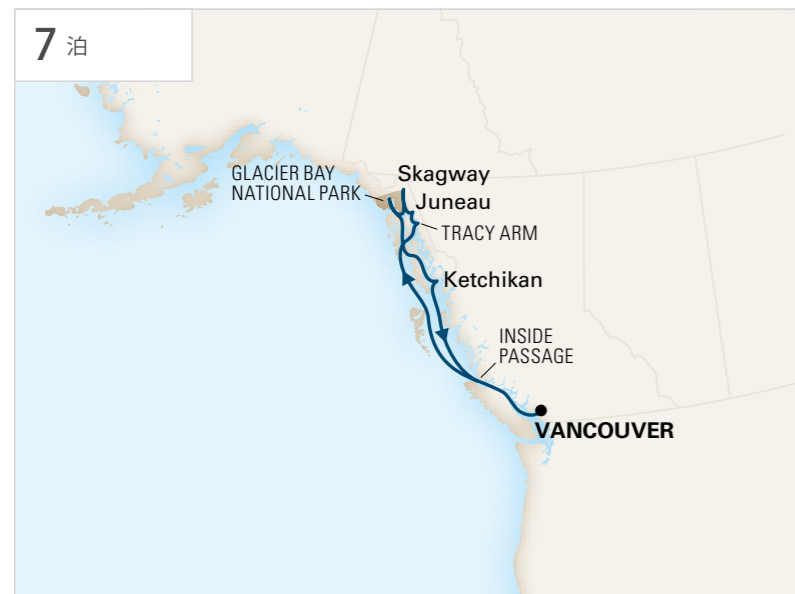 7 泊
GLACIER BAY
NATIONAL PARK
Skagway
Juneau
TRACY ARM
Ketchikan
INSIDE
PASSAGE
VANCOUVER